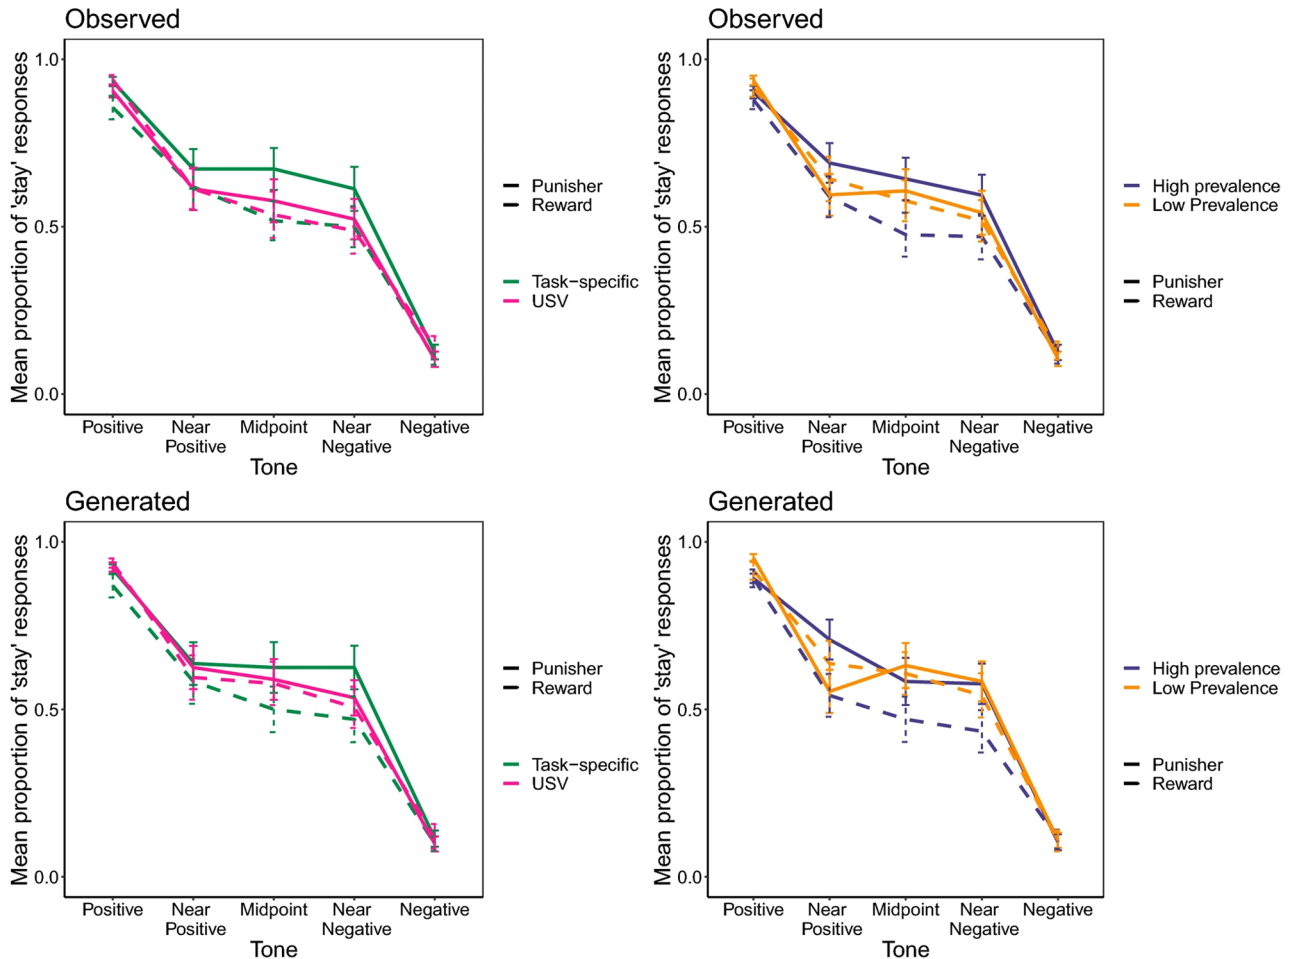 Observed
Mean proportion of 'stay' responses
1.0
0.5
0.0
Positive
Near
Positive
Midpoint
Near
Negative
Negative
Tone
Punisher
Reward
Task-specific
USV
Observed
Mean proportion of 'stay' responses
1.0
0.5
0.0
Positive
Near
Positive
Midpoint
Near
Negative
Negative
Tone
High prevalence
Low Prevalence
Punisher
Reward
Generated
Mean proportion of 'stay' responses
1.0
0.5
0.0
Positive
Near
Positive
Midpoint
Near
Negative
Negative
Tone
Punisher
Reward
Task-specific
USV
Generated
Mean proportion of 'stay' responses
1.0
0.5
0.0
Positive
Near
Positive
Midpoint
Near
Negative
Negative
Tone
High prevalence
Low Prevalence
Punisher
Reward